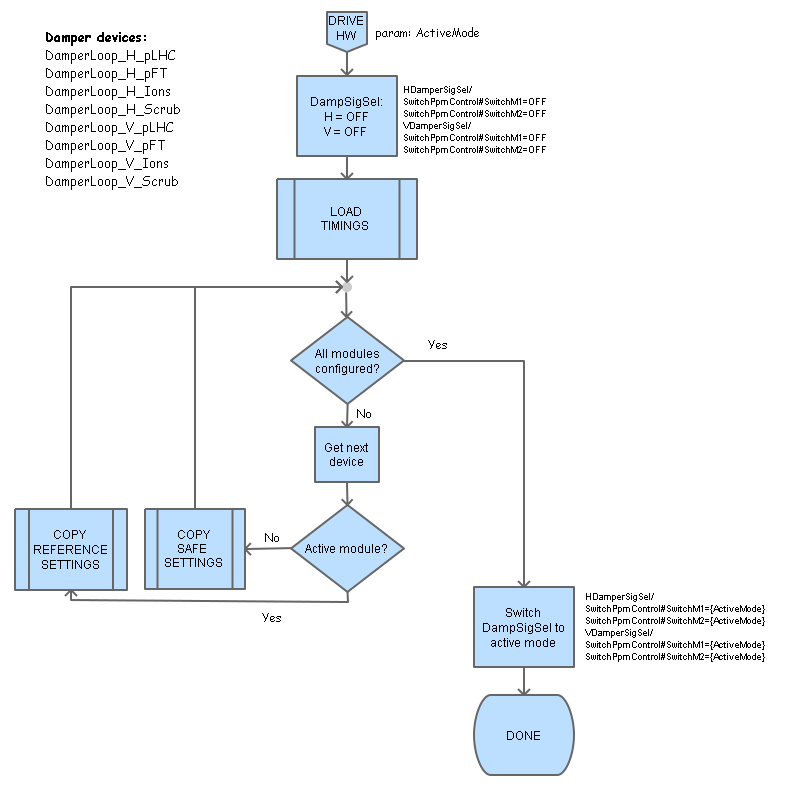 DRIVE
HW
param: ActiveMode
Damper devices:
DamperLoop_H_pLHC
DamperLoop_H_pFT
DamperLoop_H_Ions
DamperLoop_H_Scrub
DamperLoop_V_pLHC
DamperLoop_V_pFT
DamperLoop_V_Ions
DamperLoop_V_Scrub
DampSigSel:
H = OFF
V = OFF
HDamperSigSel/
SwitchPpmControl#SwitchM1=OFF
SwitchPpmControl#SwitchM2=OFF
VDamperSigSel/
SwitchPpmControl#SwitchM1=OFF
SwitchPpmControl#SwitchM2=OFF
LOAD
TIMINGS
All modules
configured?
Yes
No
Get next
device
Active module?
No
Yes
COPY
SAFE
SETTINGS
COPY
REFERENCE
SETTINGS
Switch
DampSigSel to
active mode
HDamperSigSel/
SwitchPpmControl#SwitchM1={ActiveMode}
SwitchPpmControl#SwitchM2={ActiveMode}
VDamperSigSel/
SwitchPpmControl#SwitchM1={ActiveMode}
SwitchPpmControl#SwitchM2={ActiveMode}
DONE